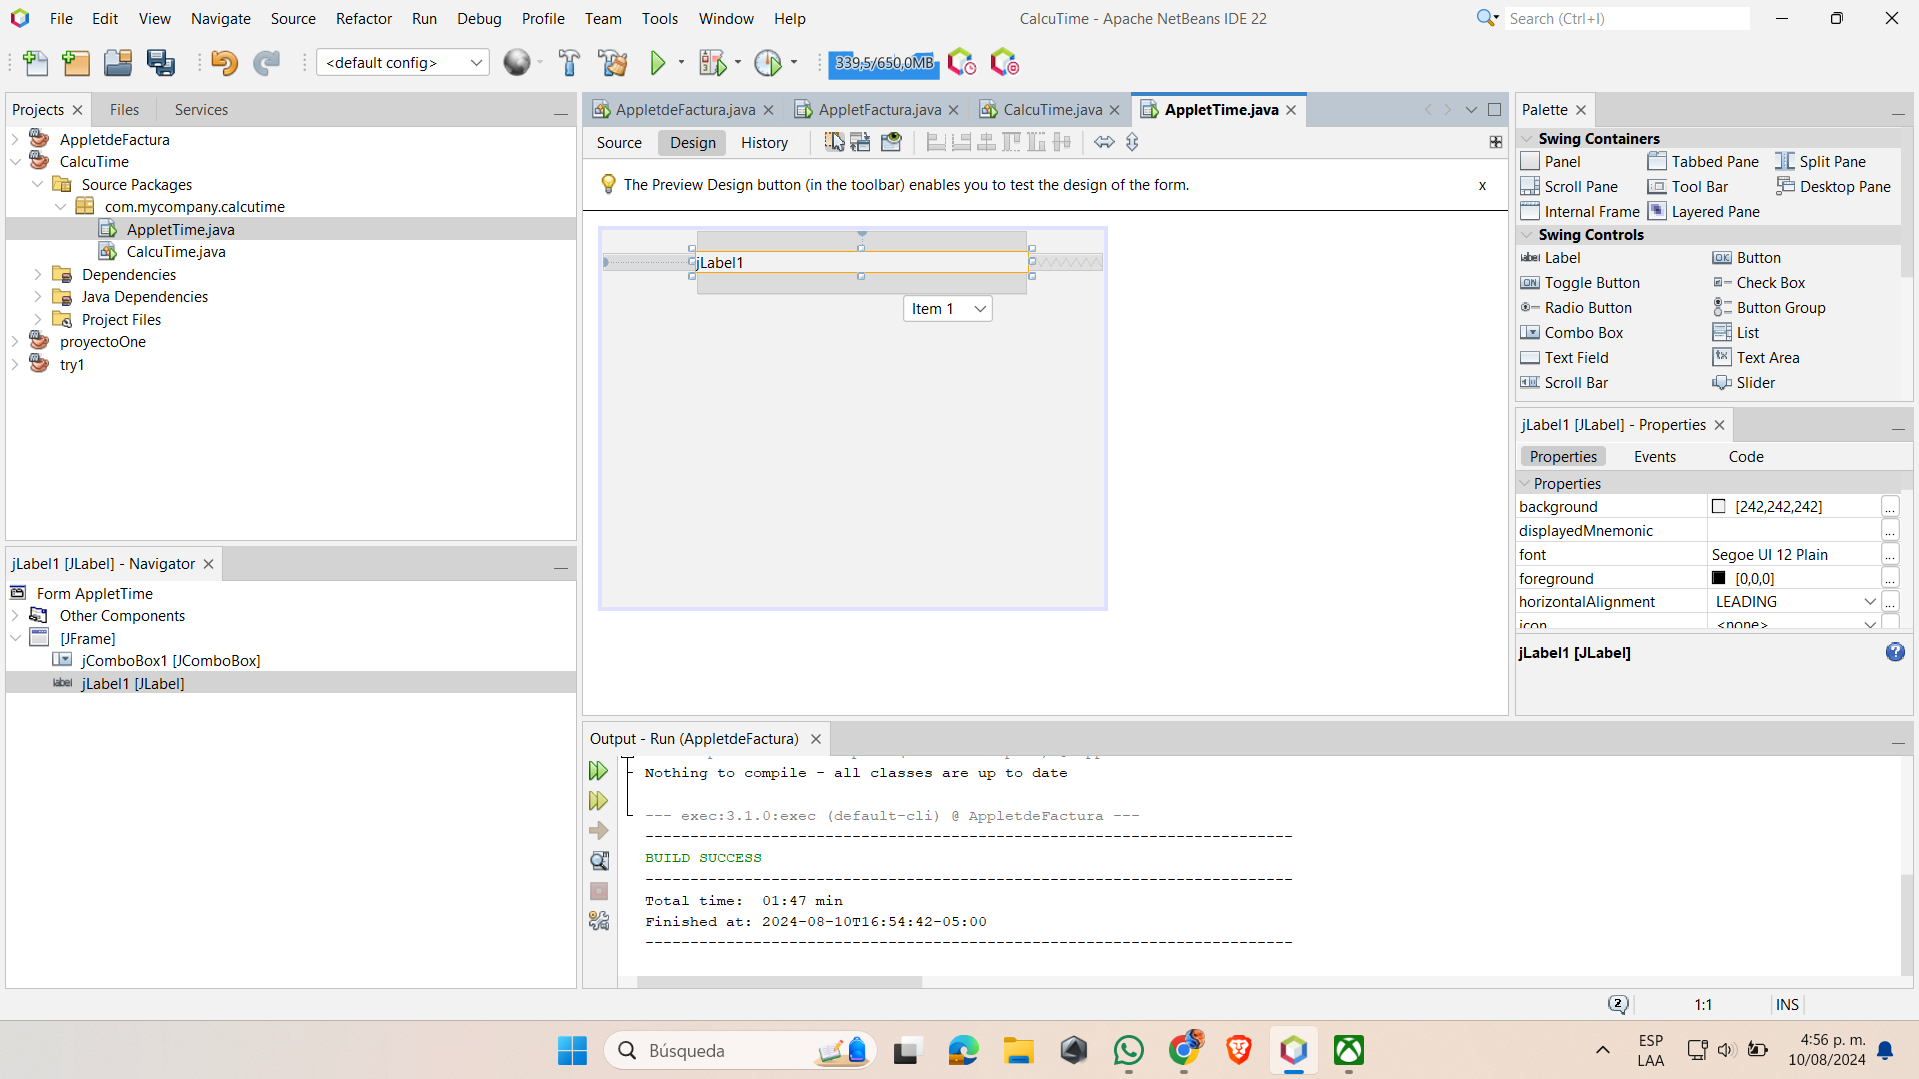 File Edit View Navigate Source Refactor Run Debug Profile Team Tools Window Help
CalcuTime - Apache NetBeans IDE 22
Search (Ctrl+I)
<default config>
339,5/650,0MB
Projects Files Services
AppletdeFactura
CalcuTime
Source Packages
com.mycompany.calcutime
AppletTime.java
CalcuTime.java
Dependencies
Java Dependencies
Project Files
proyectoOne
try1
jLabel1 [JLabel] - Navigator
Form AppletTime
Other Components
[JFrame]
jComboBox1 [JComboBox]
label jLabel1 [JLabel]
AppletdeFactura.java AppletFactura.java CalcuTime.java AppletTime.java
Source Design History
The Preview Design button (in the toolbar) enables you to test the design of the form.
x
jLabel1
Item 1
Palette
Swing Containers
Panel Tabbed Pane Split Pane
Scroll Pane Tool Bar Desktop Pane
Internal Frame Layered Pane
Swing Controls
label Label OK Button
ON Toggle Button Check Box
Radio Button Button Group
Combo Box List
Text Field Text Area
Scroll Bar Slider
jLabel1 [JLabel] - Properties
Properties Events Code
Properties
background [242,242,242] ...
displayedMnemonic ...
font Segoe UI 12 Plain ...
foreground [0,0,0] ...
horizontalAlignment LEADING ...
icon <none>
jLabel1 [JLabel]
Output - Run (AppletdeFactura)
Nothing to compile - all classes are up to date
--- exec:3.1.0:exec (default-cli) @ AppletdeFactura ---
------------------------------------------------------------------------
BUILD SUCCESS
------------------------------------------------------------------------
Total time:  01:47 min
Finished at: 2024-08-10T16:54:42-05:00
------------------------------------------------------------------------
2
1:1
INS
Búsqueda
ESP
LAA
4:56 p. m.
10/08/2024